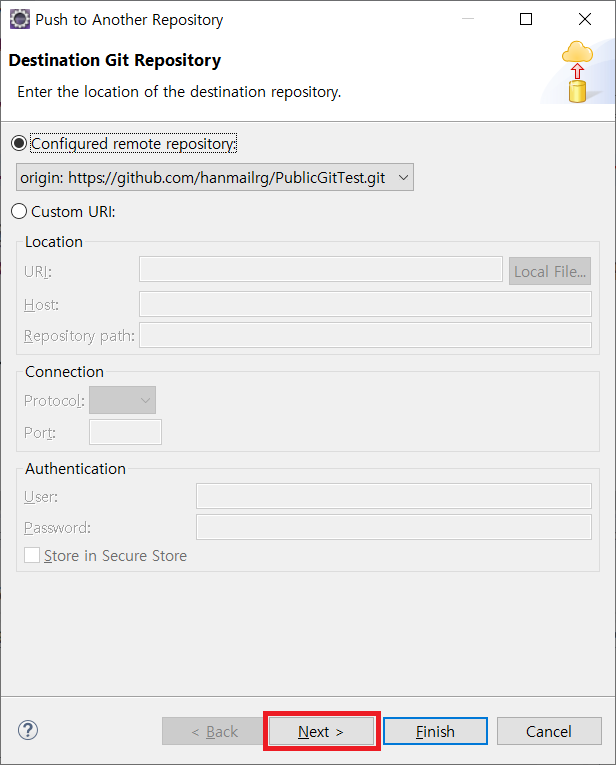 Push to Another Repository
Destination Git Repository
Enter the location of the destination repository.
Configured remote repository:
origin: https://github.com/hanmailrg/PublicGitTest.git
Custom URI:
Location
URI:
Local File...
Host:
Repository path:
Connection
Protocol:
Port:
Authentication
User:
Password:
Store in Secure Store
?
< Back
Next >
Finish
Cancel